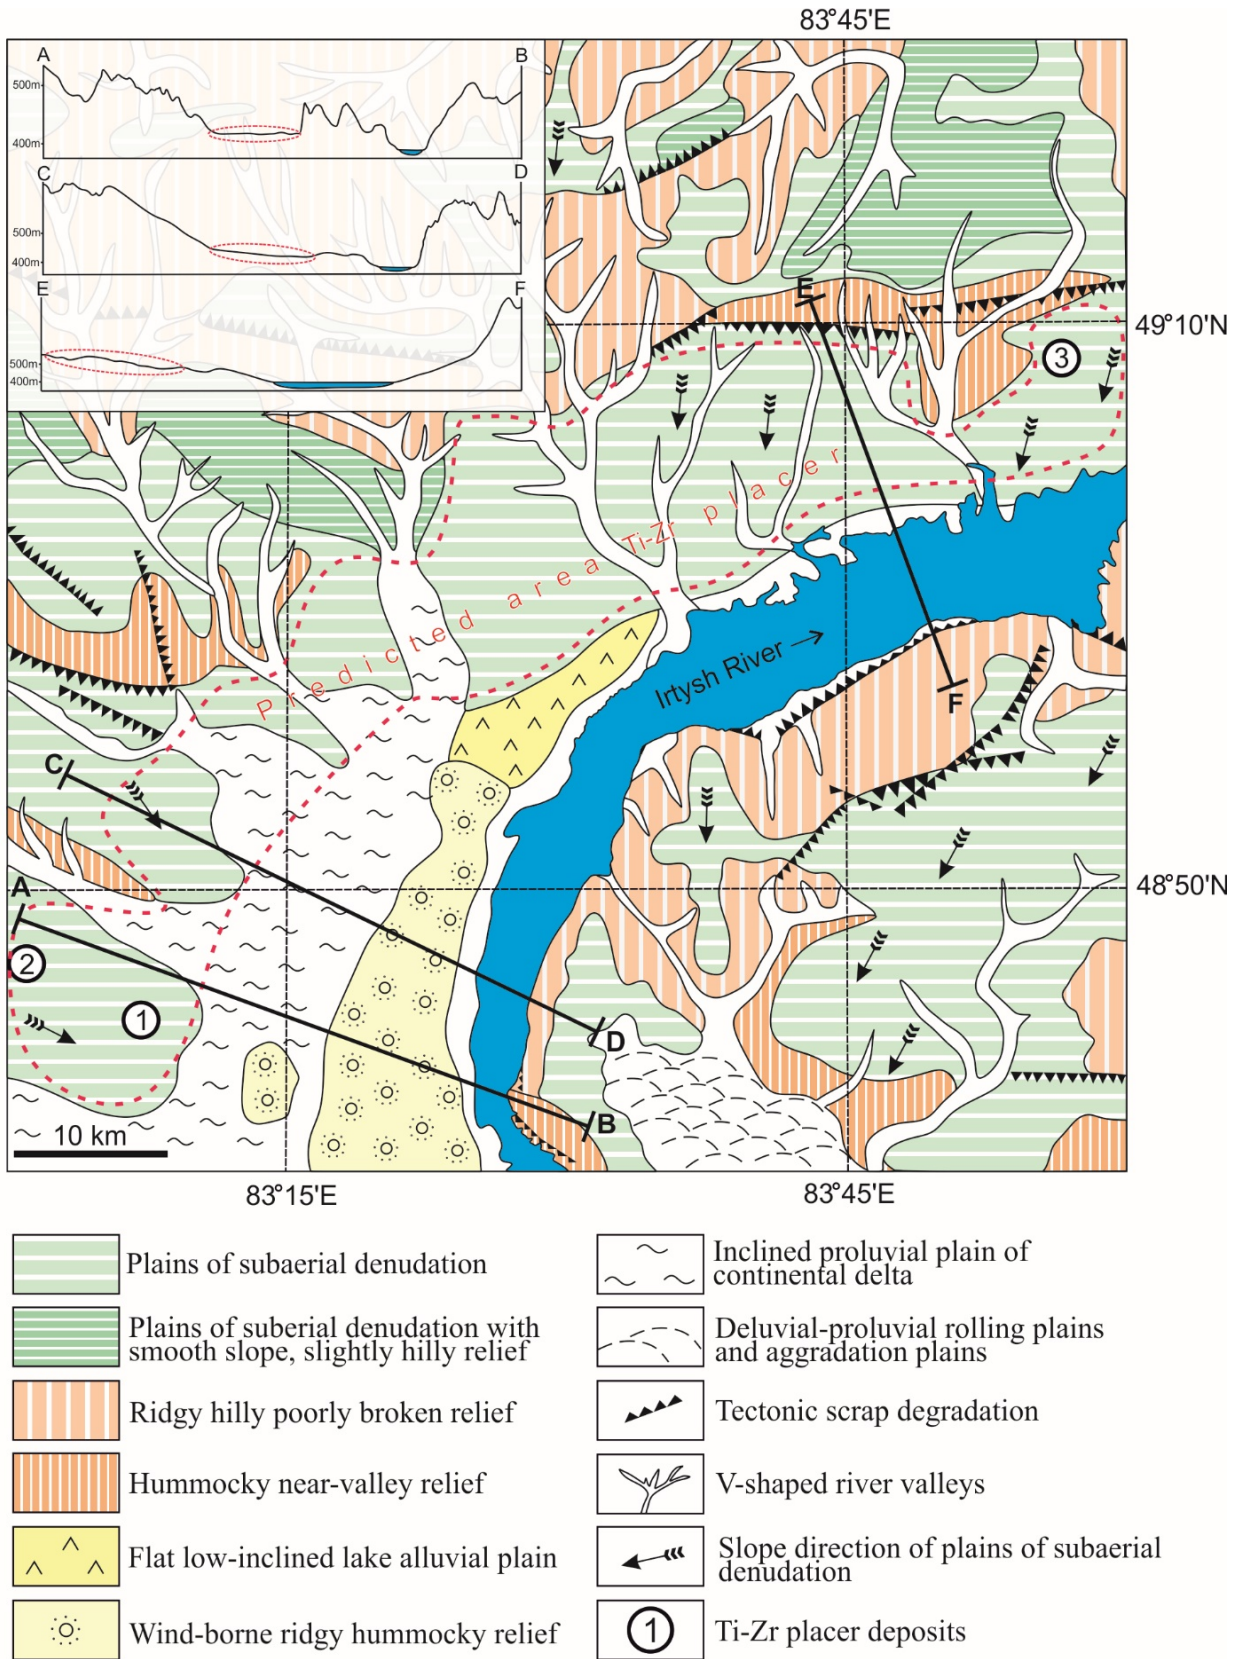 83°45'E
A
B
500m
400m
C
D
500m
400m
E
F
500m
400m
E
49°10'N
3
Predicted area Ti-Zr placer
Irtysh River →
F
C
A
48°50'N
2
1
D
B
10 km
83°15'E
83°45'E
Plains of subaerial denudation
Plains of suberial denudation with
smooth slope, slightly hilly relief
Ridgy hilly poorly broken relief
Hummocky near-valley relief
Flat low-inclined lake alluvial plain
Wind-borne ridgy hummocky relief
Inclined proluvial plain of
continental delta
Deluvial-proluvial rolling plains
and aggradation plains
Tectonic scrap degradation
V-shaped river valleys
Slope direction of plains of subaerial
denudation
1
Ti-Zr placer deposits